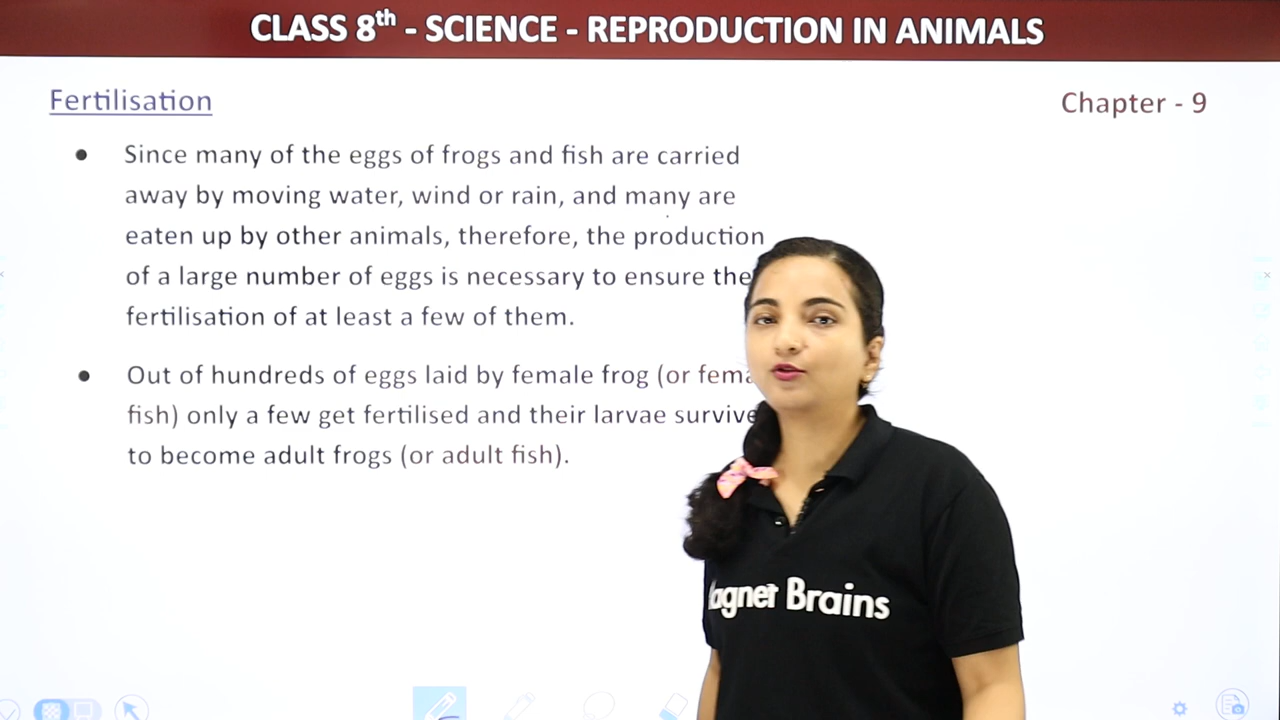 CLASS 8th - SCIENCE - REPRODUCTION IN ANIMALS
Fertilisation
Chapter - 9
• Since many of the eggs of frogs and fish are carried
away by moving water, wind or rain, and many are
eaten up by other animals, therefore, the production
of a large number of eggs is necessary to ensure the
fertilisation of at least a few of them.
• Out of hundreds of eggs laid by female frog (or
fish) only a few get fertilised and their larvae survive
to become adult frogs (or adult fish).
Brains